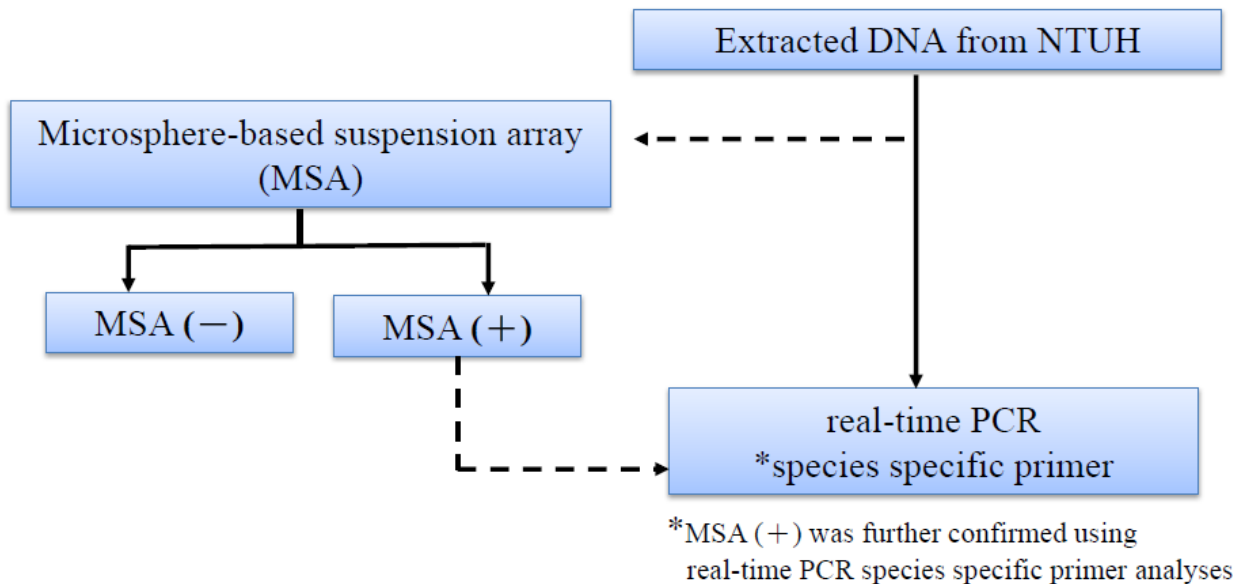 Extracted DNA from NTUH
Microsphere-based suspension array
(MSA)
MSA (−)
MSA (+)
real-time PCR
*species specific primer
*MSA (+) was further confirmed using
real-time PCR species specific primer analyses